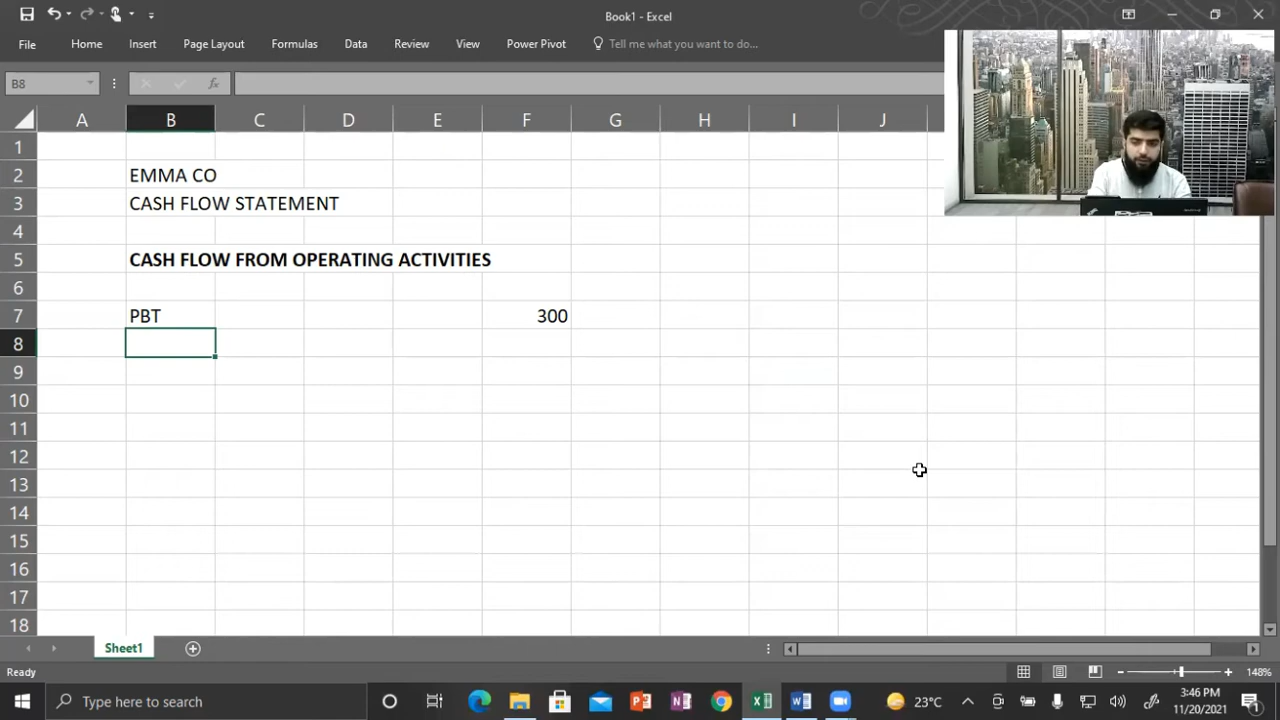 Book1 - Excel
File Home Insert Page Layout Formulas Data Review View Power Pivot Tell me what you want to do...
B8 fx
A B C D E F G H I J
1
2 EMMA CO
3 CASH FLOW STATEMENT
4
5 CASH FLOW FROM OPERATING ACTIVITIES
6
7 PBT 300
8
9
10
11
12
13
14
15
16
17
18
Sheet1
Ready 148%
Type here to search 23°C 3:46 PM
11/20/2021